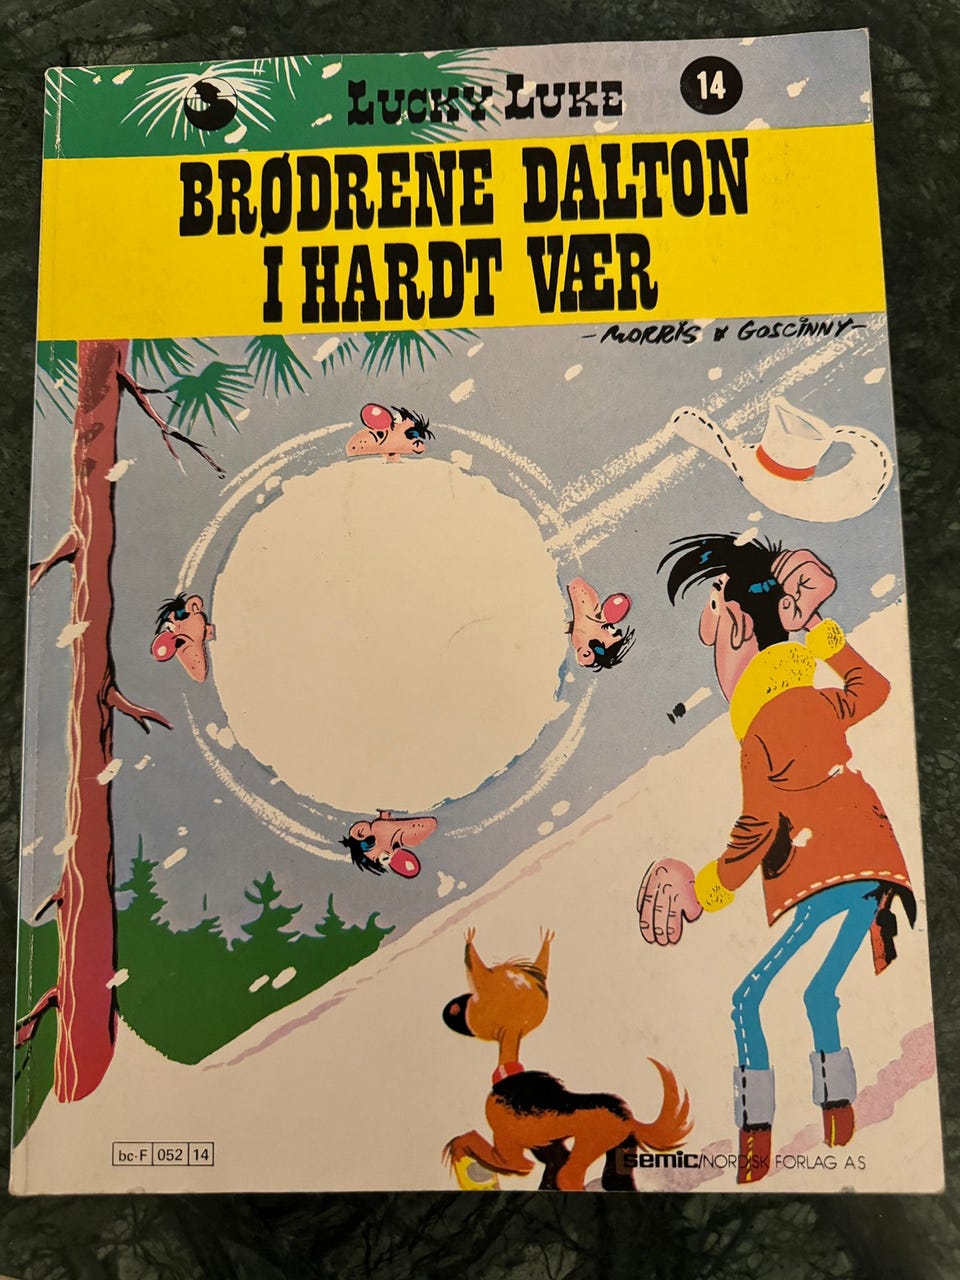 LUCKY LUKE 14
BRØDRENE DALTON
I HARDT VÆR
-MORRIS & GOSCINNY-
bc-F 052 14
semic/NORDISK FORLAG AS